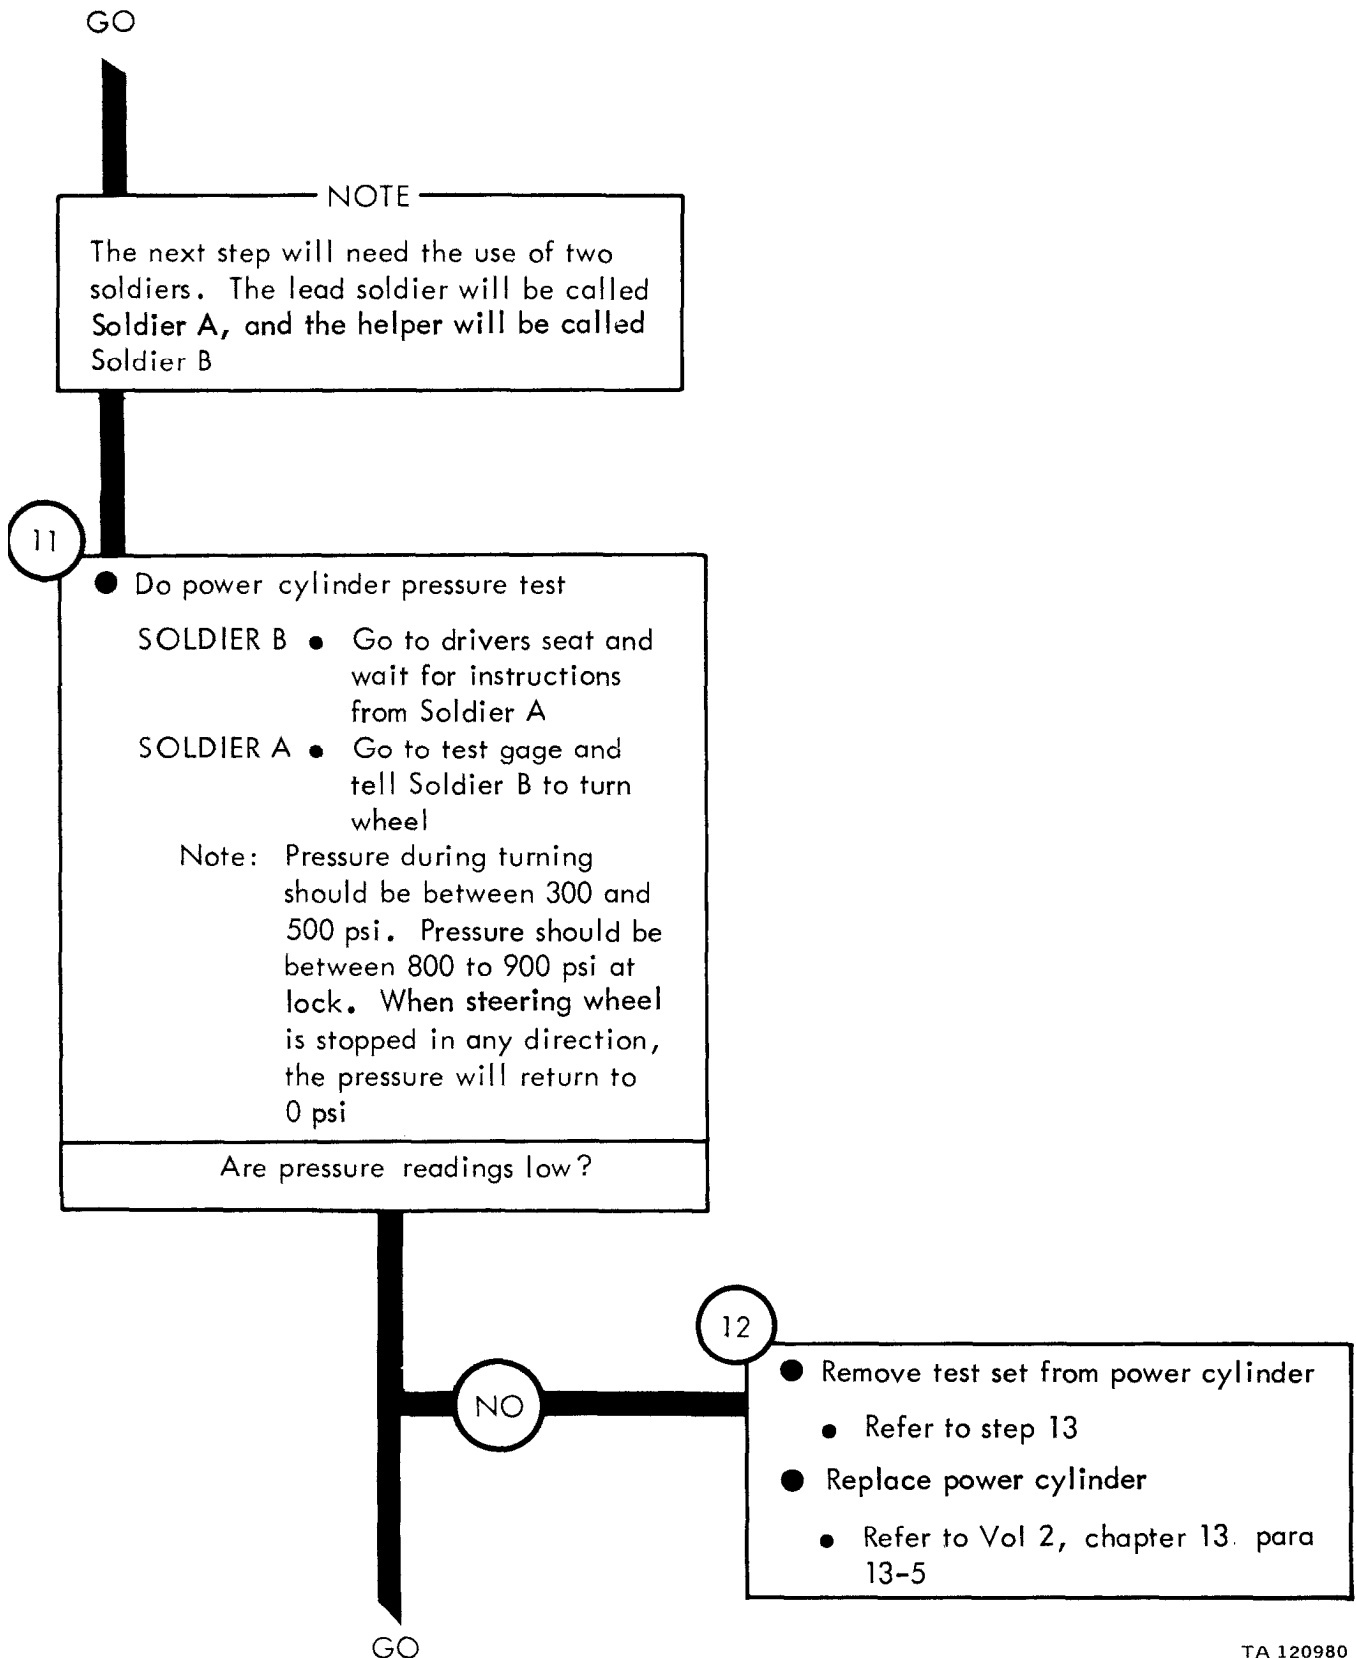 GO
NOTE
The next step will need the use of two
soldiers. The lead soldier will be called
Soldier A, and the helper will be called
Soldier B
11
● Do power cylinder pressure test
SOLDIER B ● Go to drivers seat and
wait for instructions
from Soldier A
SOLDIER A ● Go to test gage and
tell Soldier B to turn
wheel
Note: Pressure during turning
should be between 300 and
500 psi. Pressure should be
between 800 to 900 psi at
lock. When steering wheel
is stopped in any direction,
the pressure will return to
0 psi
Are pressure readings low?
12
● Remove test set from power cylinder
● Refer to step 13
NO
● Replace power cylinder
● Refer to Vol 2, chapter 13. para
13-5
GO
TA 120980